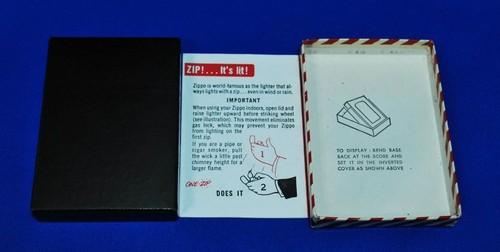 ZIP!...It's lit!
Zippo is world-famous as the lighter that al-
ways lights with a zip... even in wind or rain.
IMPORTANT
When using your Zippo indoors, open lid and
raise lighter upward before striking wheel
(see illustration). This movement eliminates
gas lock, which may prevent your Zippo
from lighting on the
first zip.
If you are a pipe or
cigar smoker, pull
the wick a little past
chimney height for a
larger flame.
1
2
ONE-ZIP
DOES IT
TO DISPLAY: BEND BASE
BACK AT THE SCORE AND
SET IT IN THE INVERTED
COVER AS SHOWN ABOVE